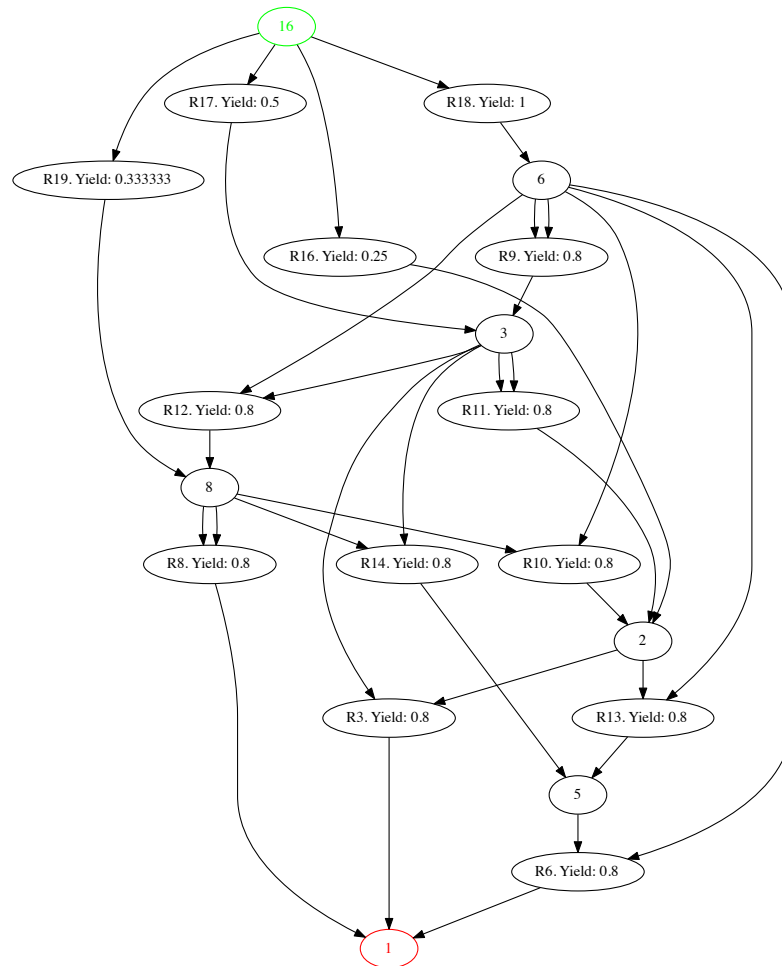 16
R17. Yield: 0.5
R18. Yield: 1
R19. Yield: 0.333333
6
R16. Yield: 0.25
R9. Yield: 0.8
3
R12. Yield: 0.8
R11. Yield: 0.8
8
R8. Yield: 0.8
R14. Yield: 0.8
R10. Yield: 0.8
2
R3. Yield: 0.8
R13. Yield: 0.8
5
R6. Yield: 0.8
1